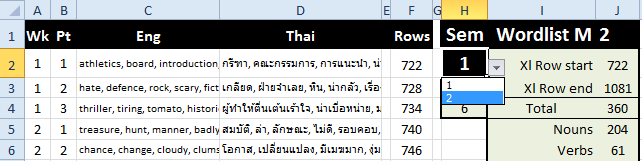 A B C D E F G H I J
1 Wk Pt Eng Thai Rows Sem Wordlist M 2
2 1 1 athletics, board, introduction, กรีฑา, คณะกรรมการ, การแนะนำ, น 722 1 Xl Row start 722
3 1 2 hate, defence, rock, scary, fict เกลียด, ฝ่ายจำเลย, หิน, น่ากลัว, เรื่อ 728 1 Xl Row end 1081
2
4 1 3 thriller, tiring, tomato, historic ผู้ทำให้ตื่นเต้นเร้าใจ, น่าเบื่อหน่าย, ม 734 6 Total 360
5 2 1 treasure, hunt, manner, badly สมบัติ, ล่า, ลักษณะ, ไม่ดี, รอบคอบ, 740 Nouns 204
6 2 2 chance, change, cloudy, clums โอกาส, เปลี่ยนแปลง, มีเมฆมาก, งุ่ม 746 Verbs 61